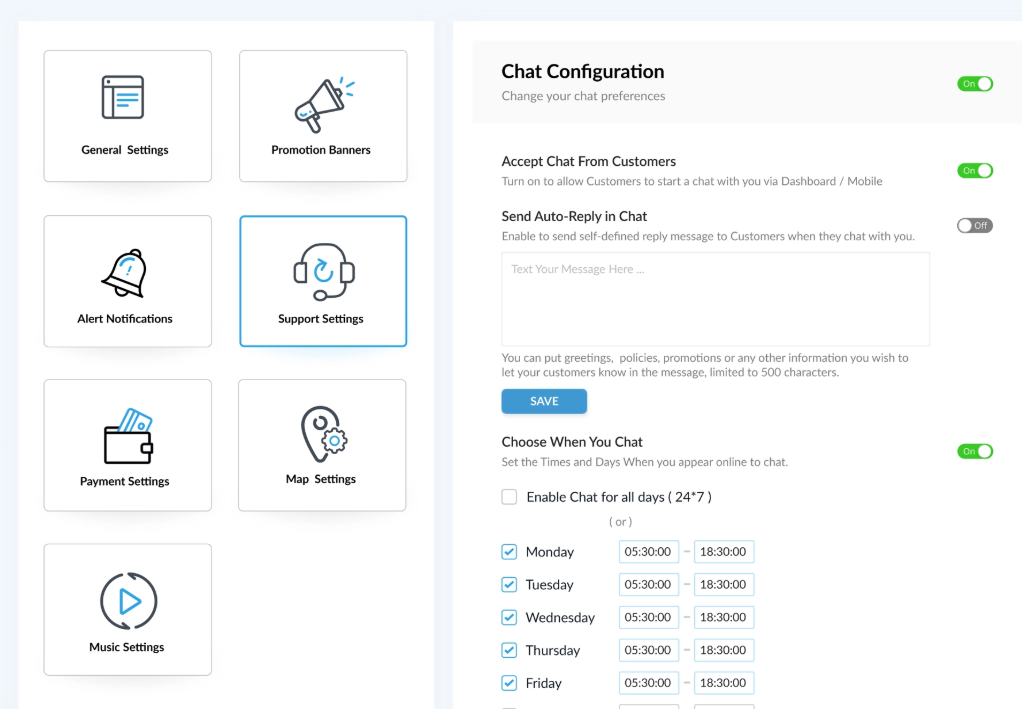 General Settings
Promotion Banners
Alert Notifications
Support Settings
Payment Settings
Map Settings
Music Settings
Chat Configuration
Change your chat preferences
On
Accept Chat From Customers
Turn on to allow Customers to start a chat with you via Dashboard / Mobile
On
Send Auto-Reply in Chat
Enable to send self-defined reply message to Customers when they chat with you.
Off
Text Your Message Here ...
You can put greetings, policies, promotions or any other information you wish to
let your customers know in the message, limited to 500 characters.
SAVE
Choose When You Chat
Set the Times and Days When you appear online to chat.
On
Enable Chat for all days ( 24*7 )
( or )
Monday 05:30:00 – 18:30:00
Tuesday 05:30:00 – 18:30:00
Wednesday 05:30:00 – 18:30:00
Thursday 05:30:00 – 18:30:00
Friday 05:30:00 – 18:30:00